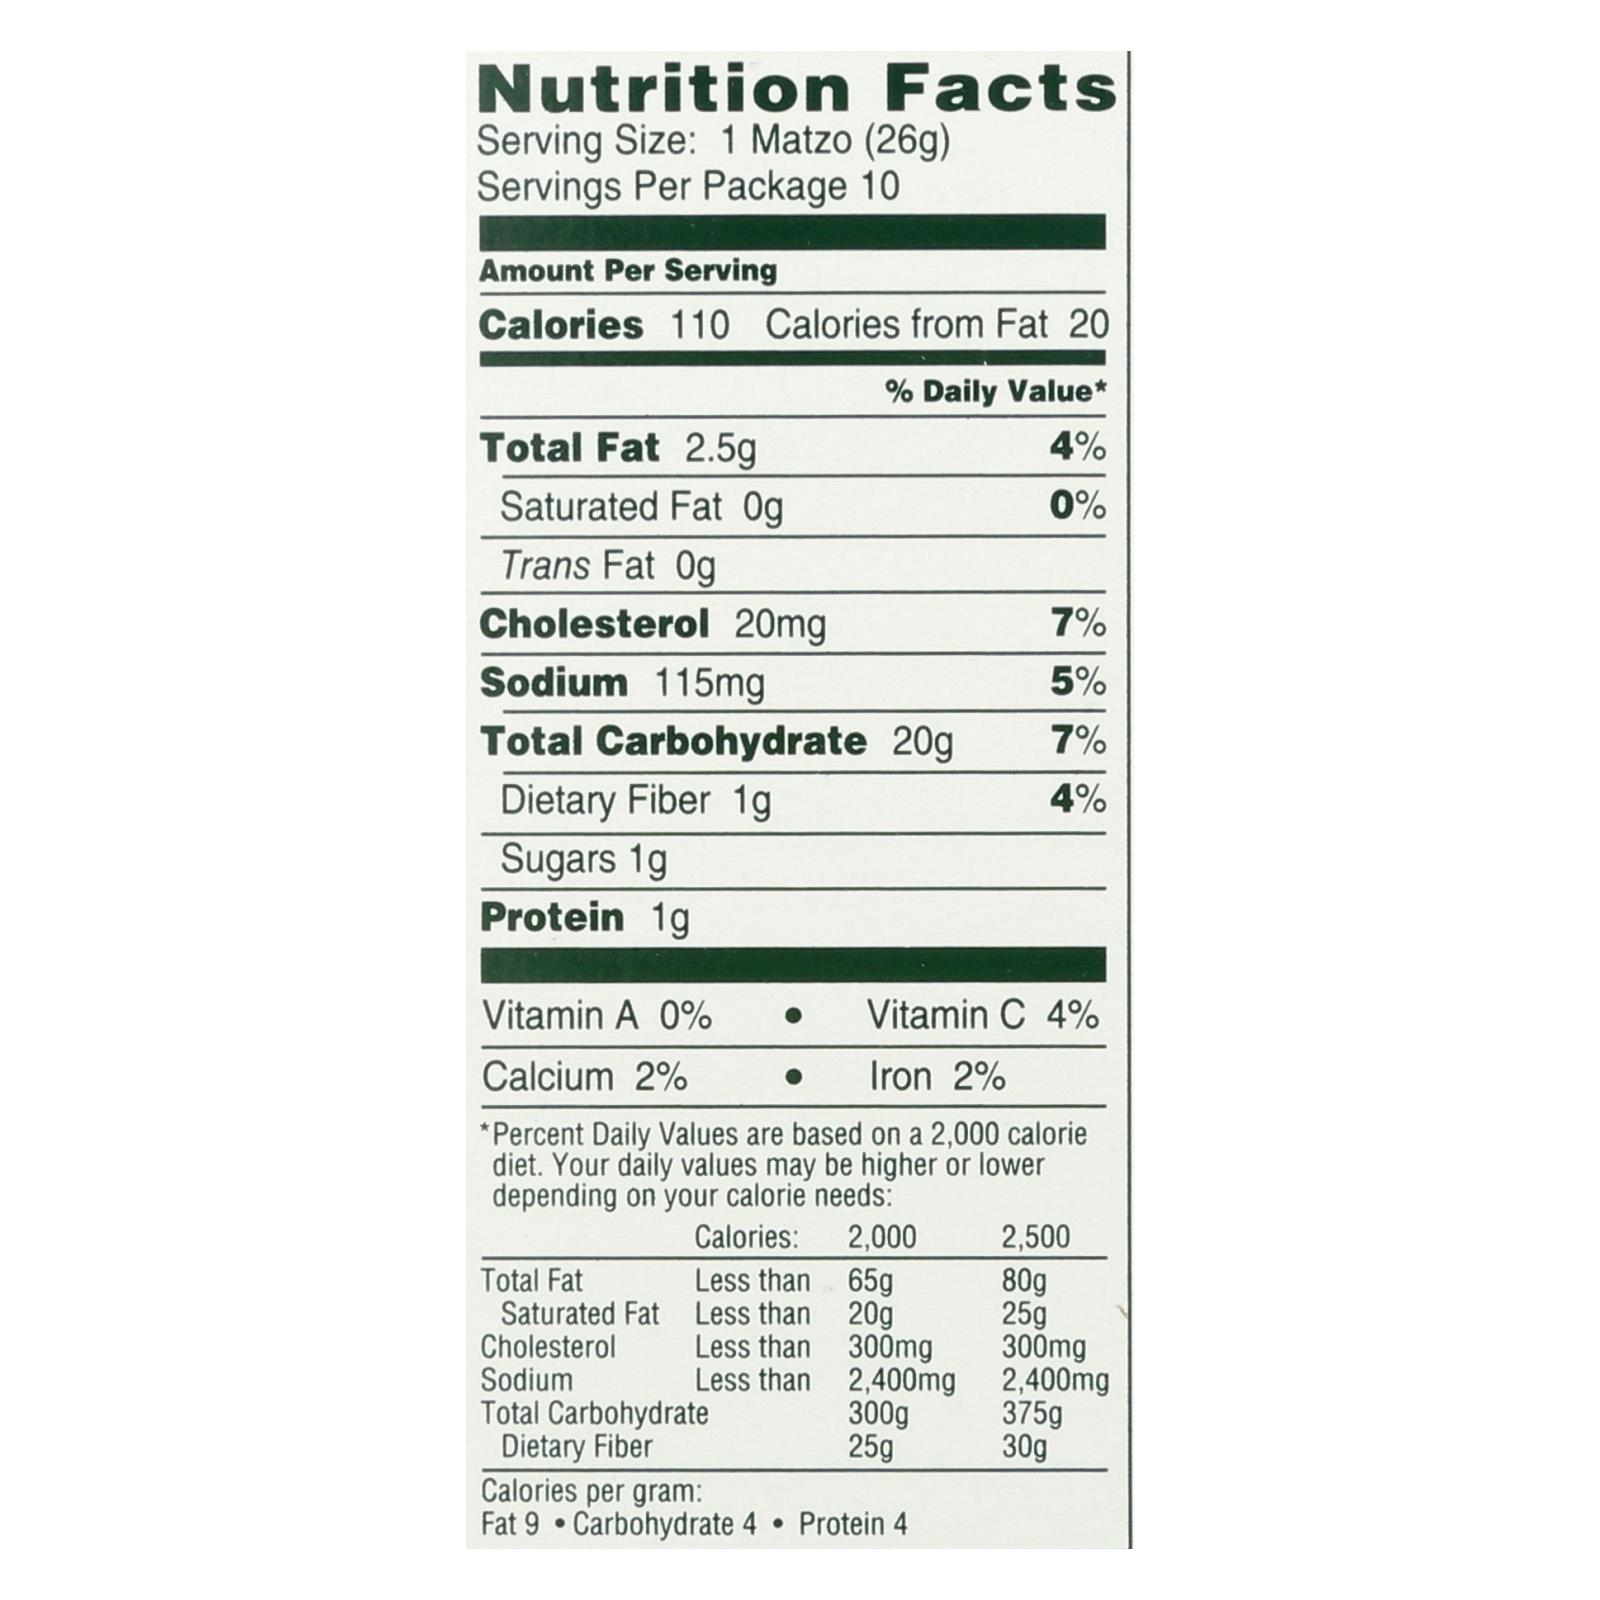 Nutrition Facts
Serving Size: 1 Matzo (26g)
Servings Per Package 10
Amount Per Serving
Calories 110 Calories from Fat 20
% Daily Value*
Total Fat 2.5g 4%
Saturated Fat 0g 0%
Trans Fat 0g
Cholesterol 20mg 7%
Sodium 115mg 5%
Total Carbohydrate 20g 7%
Dietary Fiber 1g 4%
Sugars 1g
Protein 1g
Vitamin A 0% • Vitamin C 4%
Calcium 2% • Iron 2%
*Percent Daily Values are based on a 2,000 calorie
diet. Your daily values may be higher or lower
depending on your calorie needs:
Calories: 2,000 2,500
Total Fat Less than 65g 80g
Saturated Fat Less than 20g 25g
Cholesterol Less than 300mg 300mg
Sodium Less than 2,400mg 2,400mg
Total Carbohydrate 300g 375g
Dietary Fiber 25g 30g
Calories per gram:
Fat 9 • Carbohydrate 4 • Protein 4